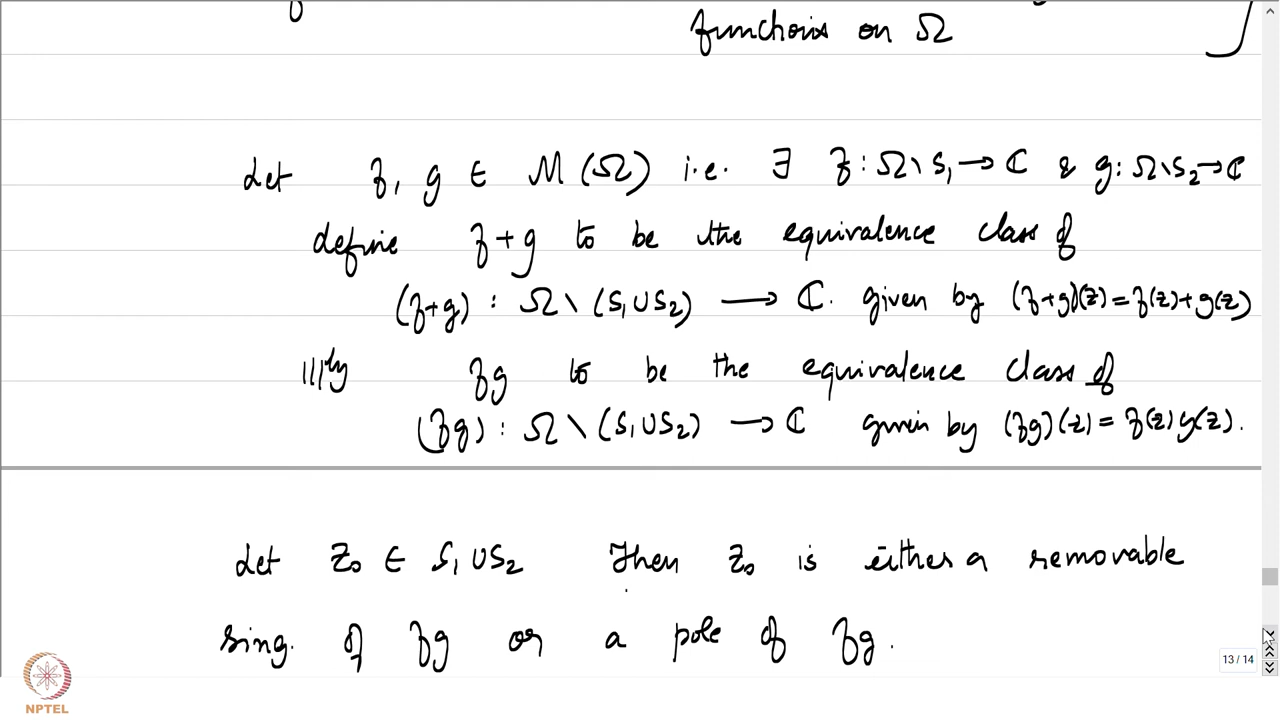 functions on Ω
Let f, g ∈ M(Ω) i.e. ∃ f : Ω\S₁ → ℂ & g : Ω\S₂ → ℂ
define f+g to be the equivalence class of
(f+g) : Ω \ (S₁∪S₂) → ℂ. given by (f+g)(z) = f(z)+g(z)
|||ly fg to be the equivalence class of
(fg) : Ω \ (S₁∪S₂) → ℂ given by (fg)(z) = f(z)g(z).
Let z₀ ∈ S₁∪S₂ Then z₀ is either a removable
sing. of fg or a pole of fg.
13 / 14
NPTEL